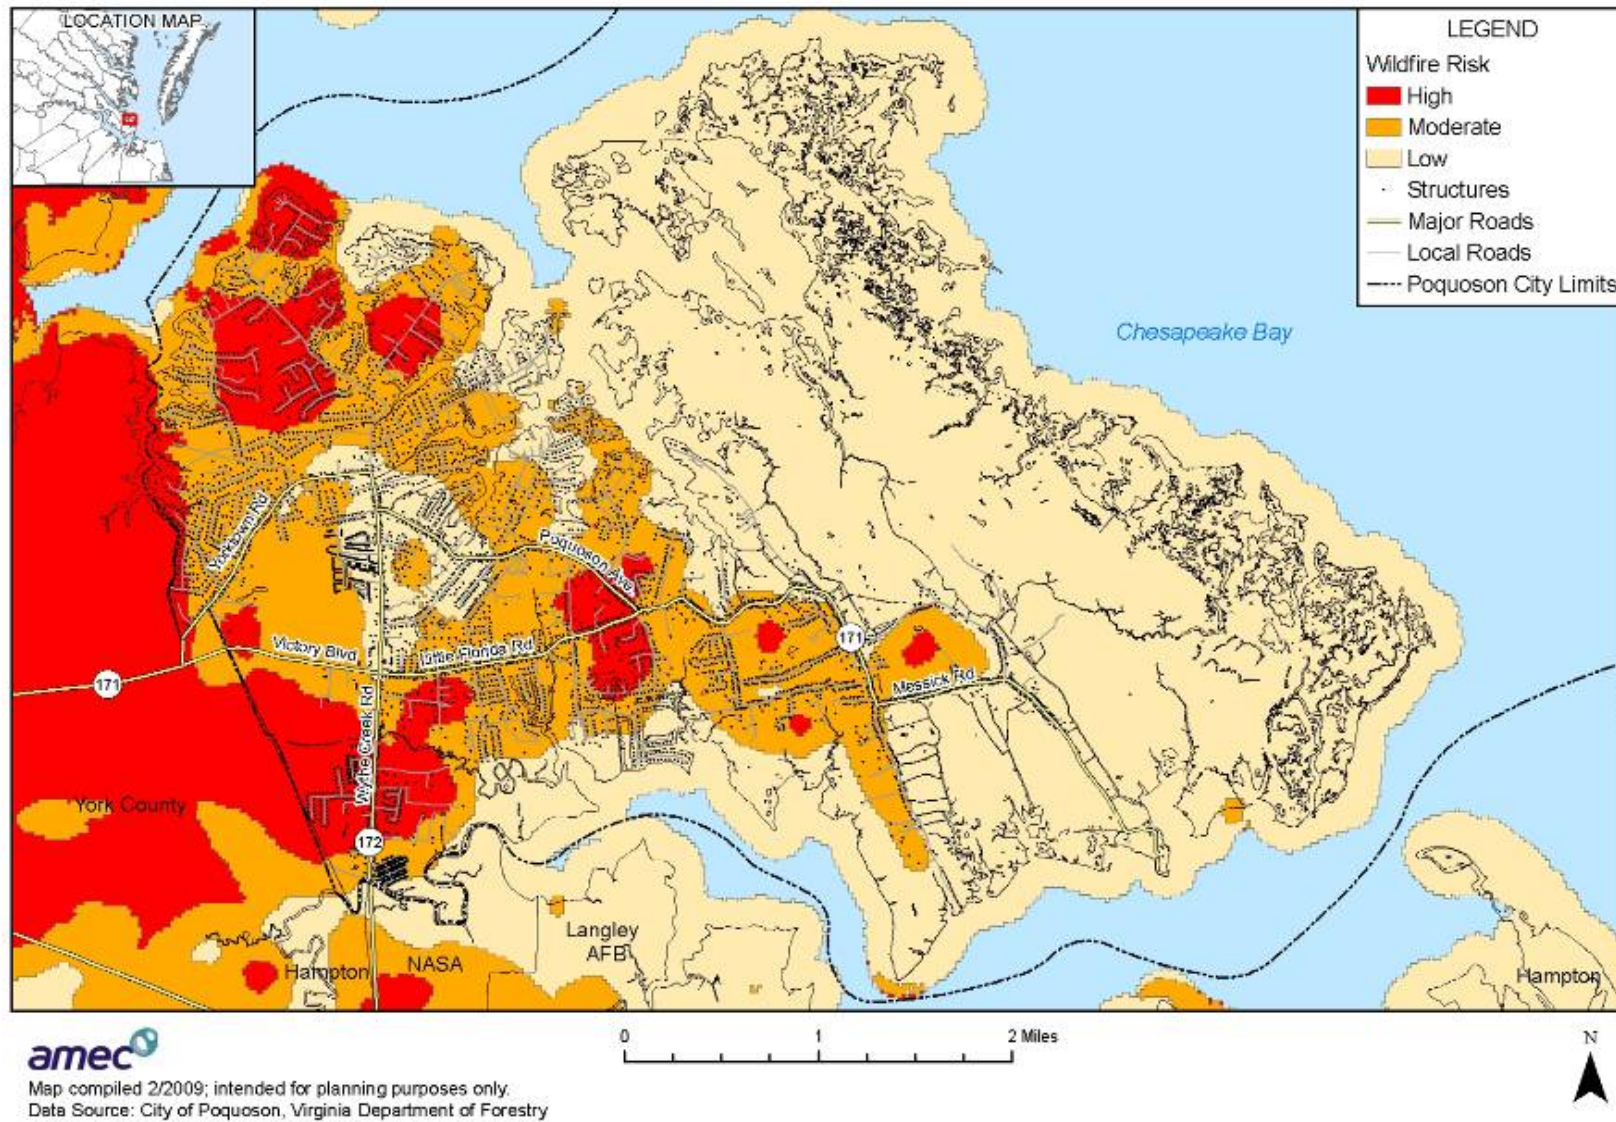 LOCATION MAP
LEGEND
Wildfire Risk
High
Moderate
Low
Structures
Major Roads
Local Roads
Poquoson City Limits
Chesapeake Bay
Yorktown Rd
Poquoson Ave
Victory Blvd
Little Florida Rd
171
171
Messick Rd
Wythe Creek Rd
York County
172
Langley
AFB
NASA
Hampton
Hampton
0 1 2 Miles
N
amec
Map compiled 2/2009; intended for planning purposes only.
Data Source: City of Poquoson, Virginia Department of Forestry